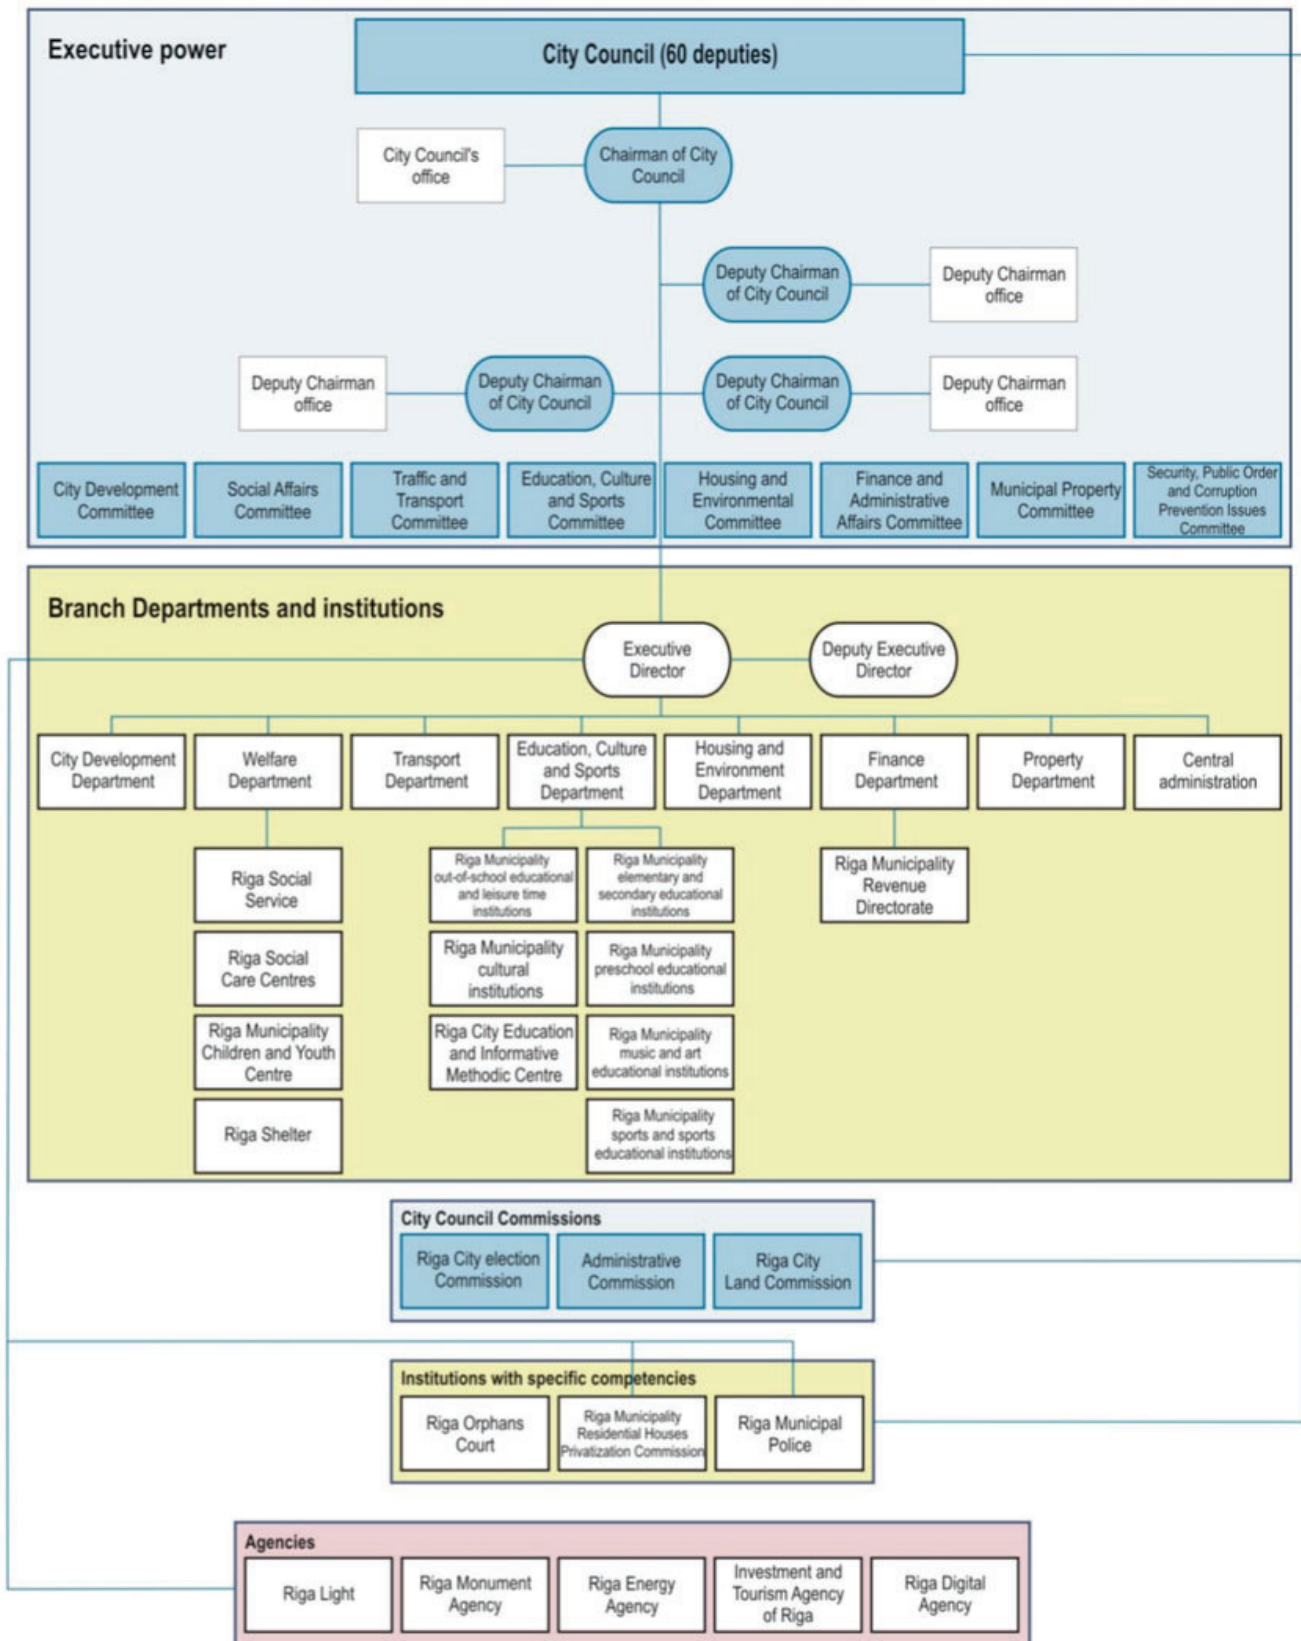 Executive power
City Council (60 deputies)
City Council's
office
Chairman of City
Council
Deputy Chairman
of City Council
Deputy Chairman
office
Deputy Chairman
office
Deputy Chairman
of City Council
Deputy Chairman
of City Council
Deputy Chairman
office
City Development
Committee
Social Affairs
Committee
Traffic and
Transport
Committee
Education, Culture
and Sports
Committee
Housing and
Environmental
Committee
Finance and
Administrative
Affairs Committee
Municipal Property
Committee
Security, Public Order
and Corruption
Prevention Issues
Committee
Branch Departments and institutions
Executive
Director
Deputy Executive
Director
City Development
Department
Welfare
Department
Transport
Department
Education, Culture
and Sports
Department
Housing and
Environment
Department
Finance
Department
Property
Department
Central
administration
Riga Social
Service
Riga Municipality
out-of-school educational
and leisure time
institutions
Riga Municipality
elementary and
secondary educational
institutions
Riga Municipality
Revenue
Directorate
Riga Social
Care Centres
Riga Municipality
cultural
institutions
Riga Municipality
preschool educational
institutions
Riga Municipality
Children and Youth
Centre
Riga City Education
and Informative
Methodic Centre
Riga Municipality
music and art
educational institutions
Riga Shelter
Riga Municipality
sports and sports
educational institutions
City Council Commissions
Riga City election
Commission
Administrative
Commission
Riga City
Land Commission
Institutions with specific competencies
Riga Orphans
Court
Riga Municipality
Residential Houses
Privatization Commission
Riga Municipal
Police
Agencies
Riga Light
Riga Monument
Agency
Riga Energy
Agency
Investment and
Tourism Agency
of Riga
Riga Digital
Agency